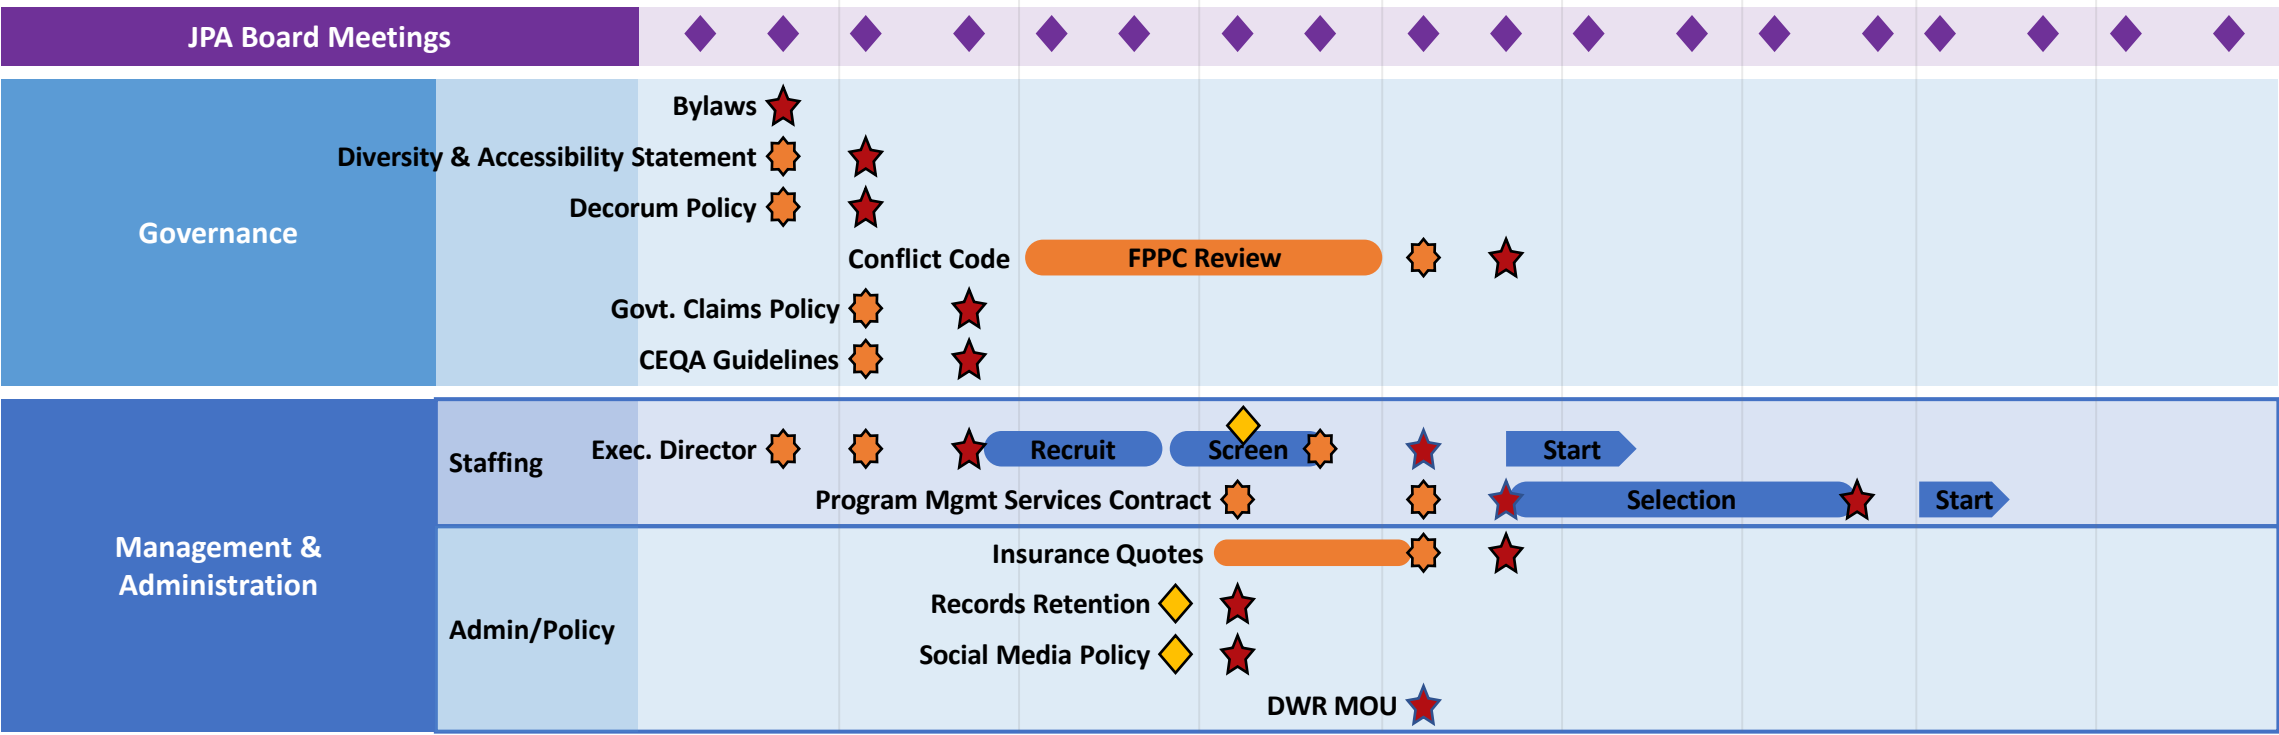 JPA Board Meetings
Governance
Bylaws
Diversity & Accessibility Statement
Decorum Policy
Conflict Code
FPPC Review
Govt. Claims Policy
CEQA Guidelines
Management &
Administration
Staffing
Exec. Director
Recruit
Screen
Start
Program Mgmt Services Contract
Selection
Start
Admin/Policy
Insurance Quotes
Records Retention
Social Media Policy
DWR MOU